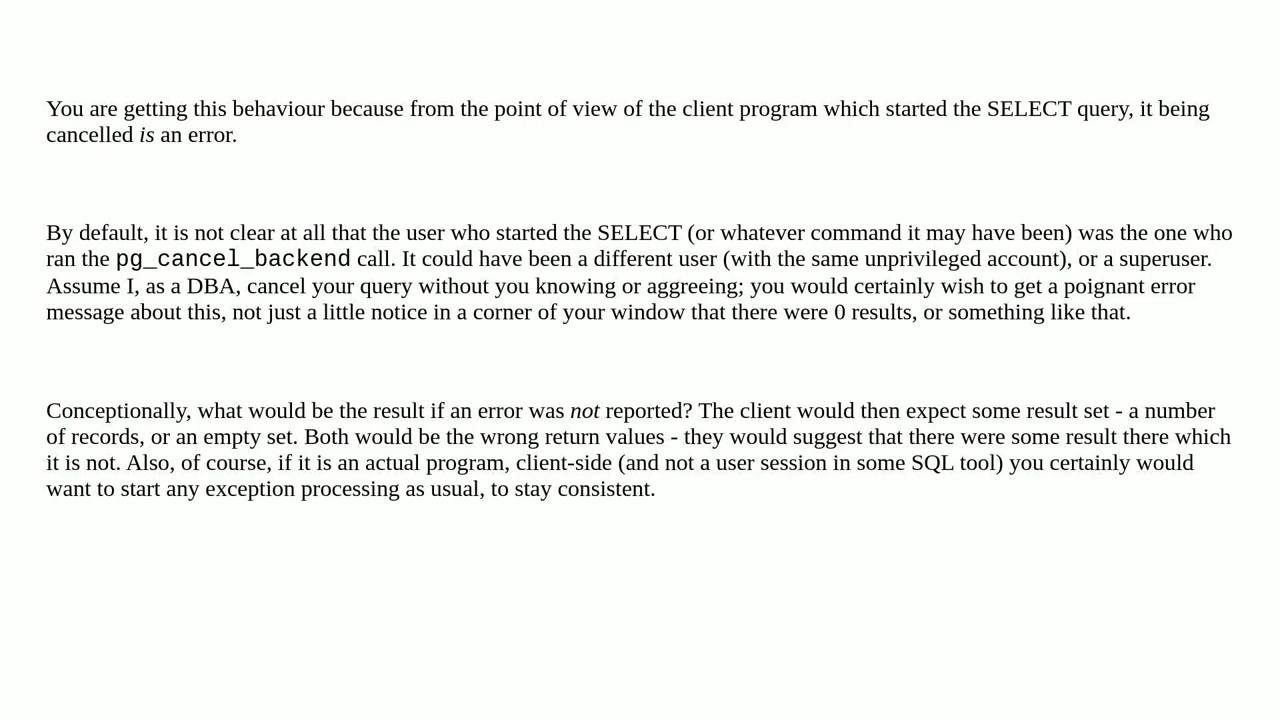 You are getting this behaviour because from the point of view of the client program which started the SELECT query, it being
cancelled is an error.
By default, it is not clear at all that the user who started the SELECT (or whatever command it may have been) was the one who
ran the pg_cancel_backend call. It could have been a different user (with the same unprivileged account), or a superuser.
Assume I, as a DBA, cancel your query without you knowing or aggreeing; you would certainly wish to get a poignant error
message about this, not just a little notice in a corner of your window that there were 0 results, or something like that.
Conceptionally, what would be the result if an error was not reported? The client would then expect some result set - a number
of records, or an empty set. Both would be the wrong return values - they would suggest that there were some result there which
it is not. Also, of course, if it is an actual program, client-side (and not a user session in some SQL tool) you certainly would
want to start any exception processing as usual, to stay consistent.